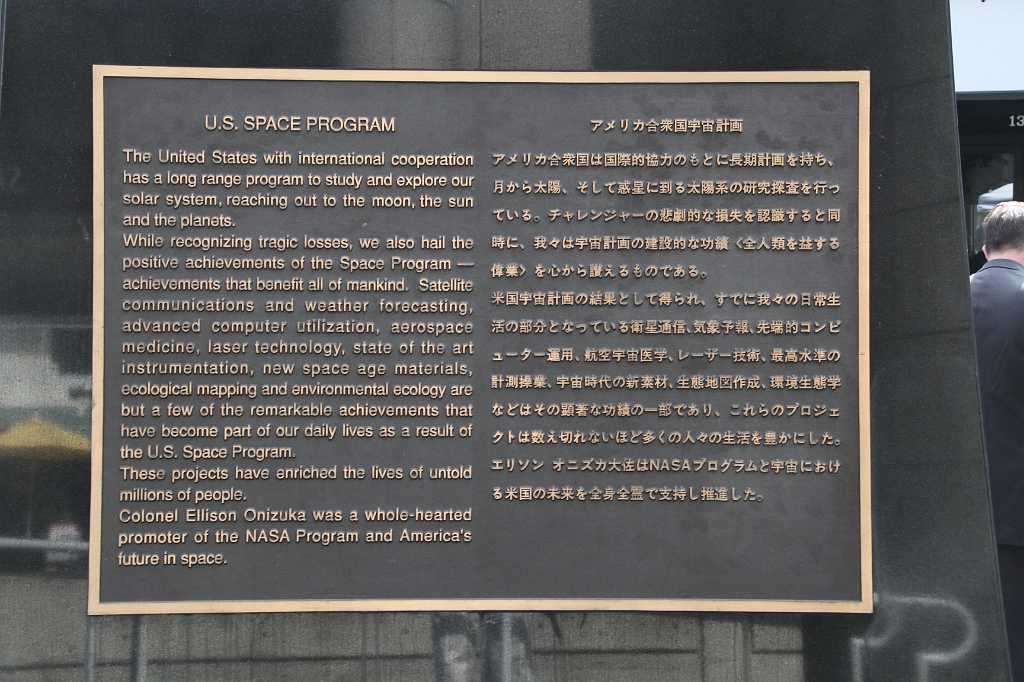 U.S. SPACE PROGRAM
The United States with international cooperation
has a long range program to study and explore our
solar system, reaching out to the moon, the sun
and the planets.
While recognizing tragic losses, we also hail the
positive achievements of the Space Program —
achievements that benefit all of mankind. Satellite
communications and weather forecasting,
advanced computer utilization, aerospace
medicine, laser technology, state of the art
instrumentation, new space age materials,
ecological mapping and environmental ecology are
but a few of the remarkable achievements that
have become part of our daily lives as a result of
the U.S. Space Program.
These projects have enriched the lives of untold
millions of people.
Colonel Ellison Onizuka was a whole-hearted
promoter of the NASA Program and America's
future in space.
アメリカ合衆国宇宙計画
アメリカ合衆国は国際的協力のもとに長期計画を持ち、
月から太陽、そして惑星に到る太陽系の研究探査を行っ
ている。チャレンジャーの悲劇的な損失を認識すると同
時に、我々は宇宙計画の建設的な功績〈全人類を益する
偉業〉を心から讃えるものである。
米国宇宙計画の結果として得られ、すでに我々の日常生
活の部分となっている衛星通信、気象予報、先端的コンピ
ューター運用、航空宇宙医学、レーザー技術、最高水準の
計測操業、宇宙時代の新素材、生態地図作成、環境生態学
などはその顕著な功績の一部であり、これらのプロジェ
クトは数え切れないほど多くの人々の生活を豊かにした。
エリソン オニズカ大佐はNASAプログラムと宇宙におけ
る米国の未来を全身全霊で支持し推進した。
13